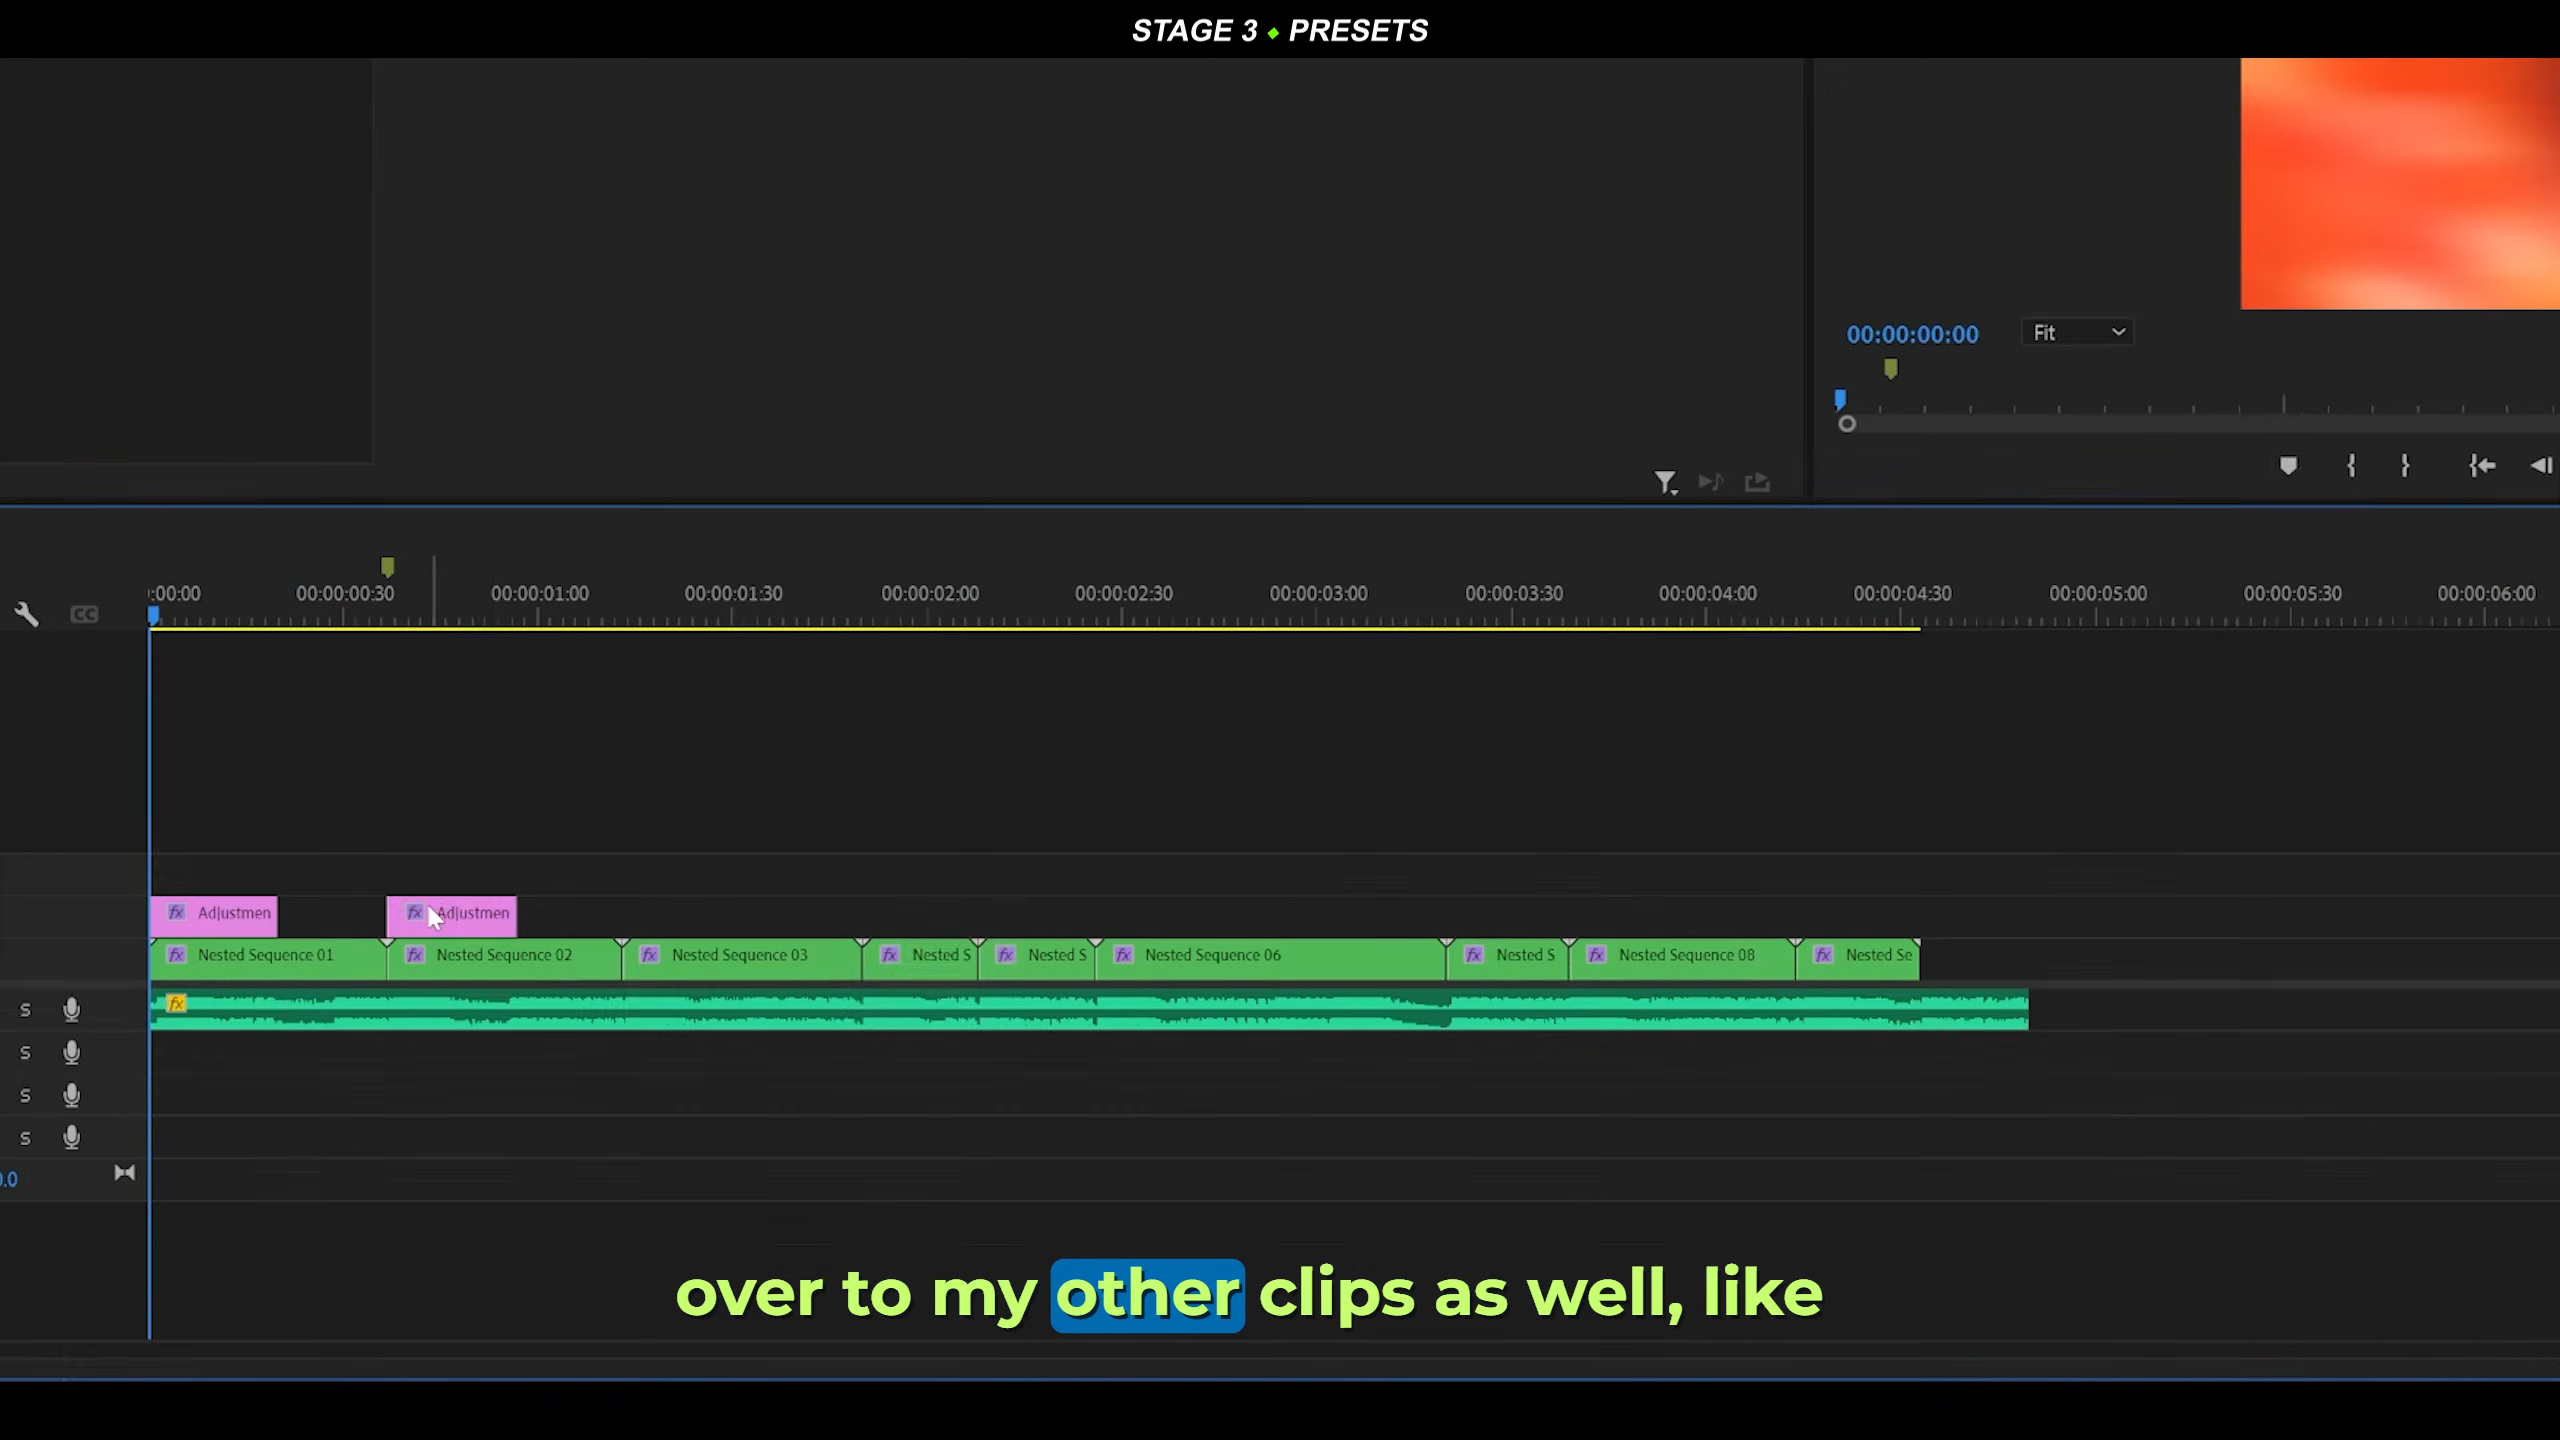 STAGE 3 ◆ PRESETS
00:00:00:00
Fit
:00:00
00:00:00:30
00:00:01:00
00:00:01:30
00:00:02:00
00:00:02:30
00:00:03:00
00:00:03:30
00:00:04:00
00:00:04:30
00:00:05:00
00:00:05:30
00:00:06:00
CC
fx Adjustmen
fx Adjustmen
fx Nested Sequence 01
fx Nested Sequence 02
fx Nested Sequence 03
fx Nested S
fx Nested S
fx Nested Sequence 06
fx Nested S
fx Nested Sequence 08
fx Nested Se
S
fx
S
S
S
0.0
over to my other clips as well, like